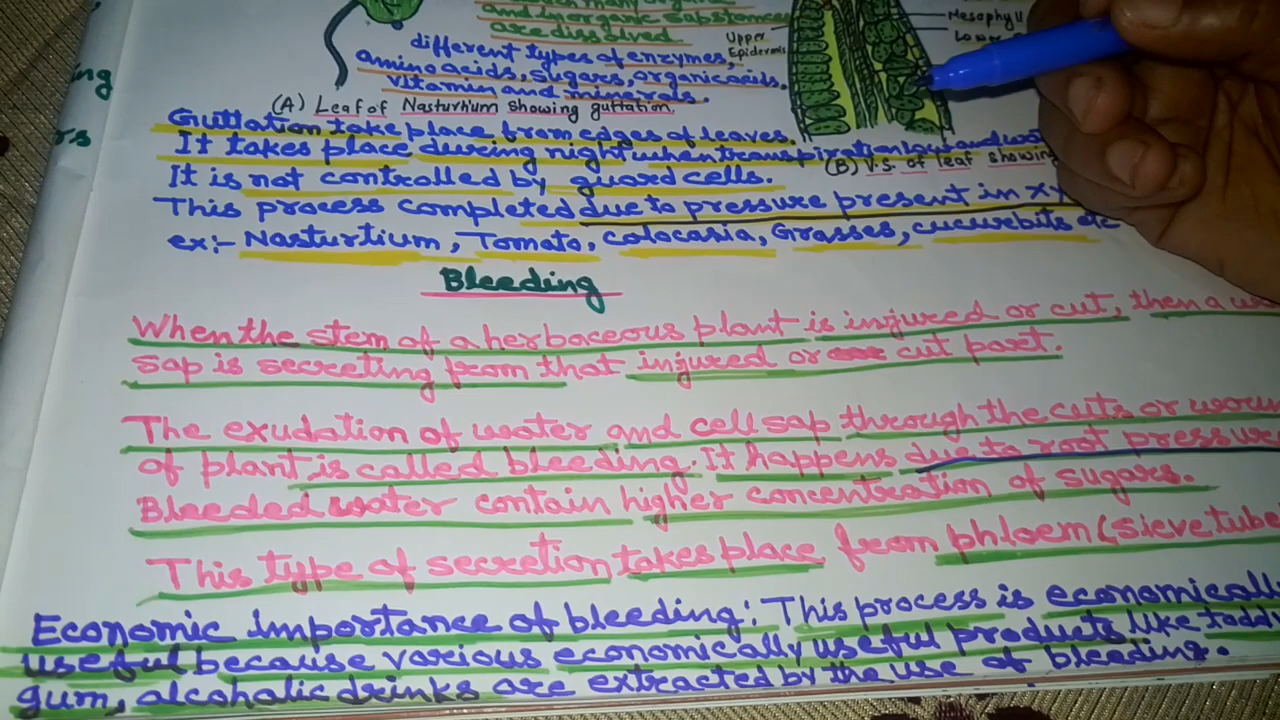 and inorganic substances
are dissolved
different types of enzymes,
amino acids, sugars, organic acids,
vitamin and minerals.
Upper
Epidermis
Mesophyll
Lower
ing
rs
(A) Leaf of Nasturhium showing guttation.
Guttation take place from edges of leaves.
It takes place during night when transpiration low and
(B) V.S. of leaf showing
It is not controlled by guard cells.
This process completed due to pressure present in xy
ex:- Nasturtium, Tomato, Colocasia, Grasses, cucurbits etc
Bleeding
When the stem of a herbaceous plant is injured or cut, then a
sap is secreting from that injured or cut part.
The exudation of water and cell sap through the cuts or wou
of plant is called bleeding. It happens due to root pressure
Bleeded water contain higher concentration of sugars.
This type of secretion takes place from phloem (sieve tube
Economic importance of bleeding: This process is economically
useful because various economically useful products like toddy
gum, alcoholic drinks are extracted by the use of bleeding.